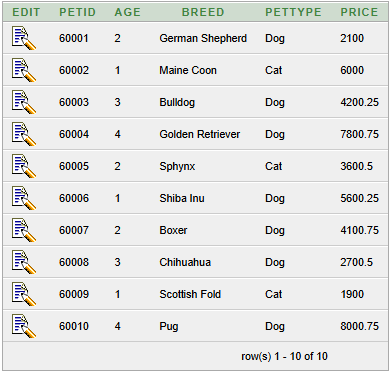 EDIT PETID AGE BREED PETTYPE PRICE
60001 2 German Shepherd Dog 2100
60002 1 Maine Coon Cat 6000
60003 3 Bulldog Dog 4200.25
60004 4 Golden Retriever Dog 7800.75
60005 2 Sphynx Cat 3600.5
60006 1 Shiba Inu Dog 5600.25
60007 2 Boxer Dog 4100.75
60008 3 Chihuahua Dog 2700.5
60009 1 Scottish Fold Cat 1900
60010 4 Pug Dog 8000.75
row(s) 1 - 10 of 10